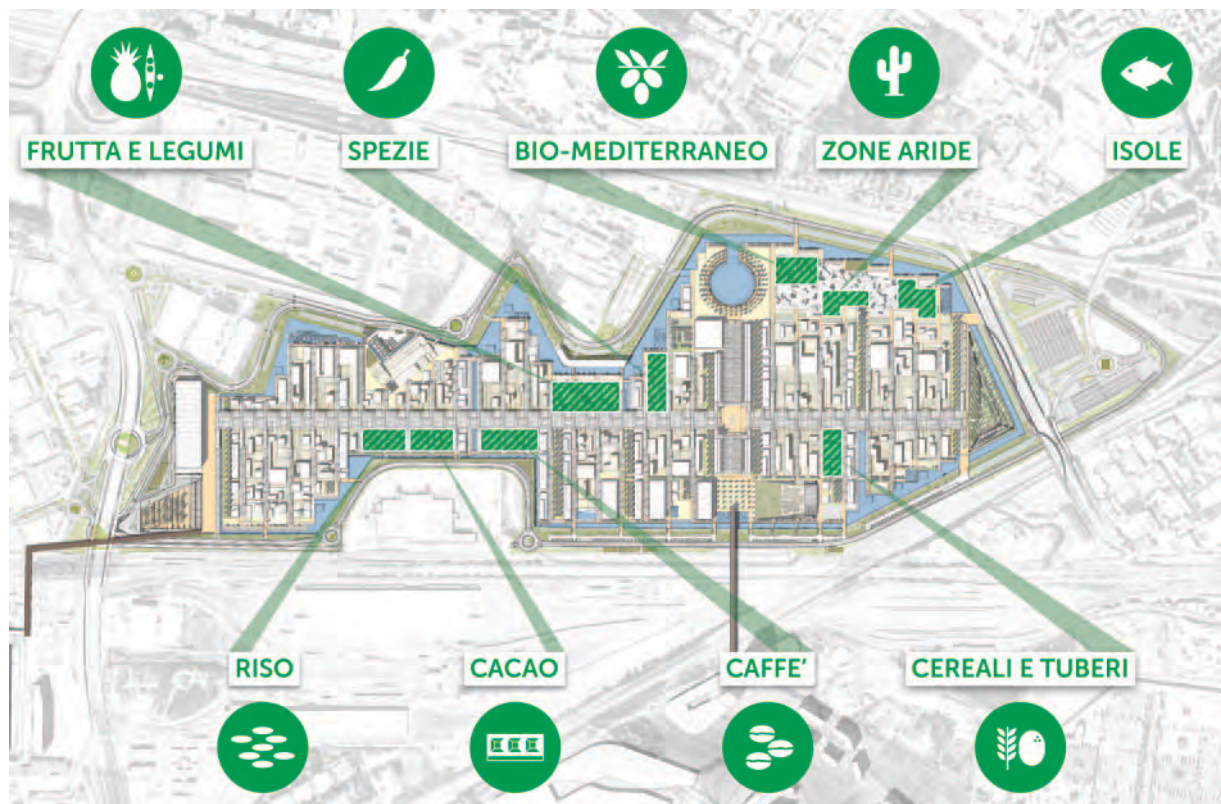 FRUTTA E LEGUMI
SPEZIE
BIO-MEDITERRANEO
ZONE ARIDE
ISOLE
RISO
CACAO
CAFFE'
CEREALI E TUBERI